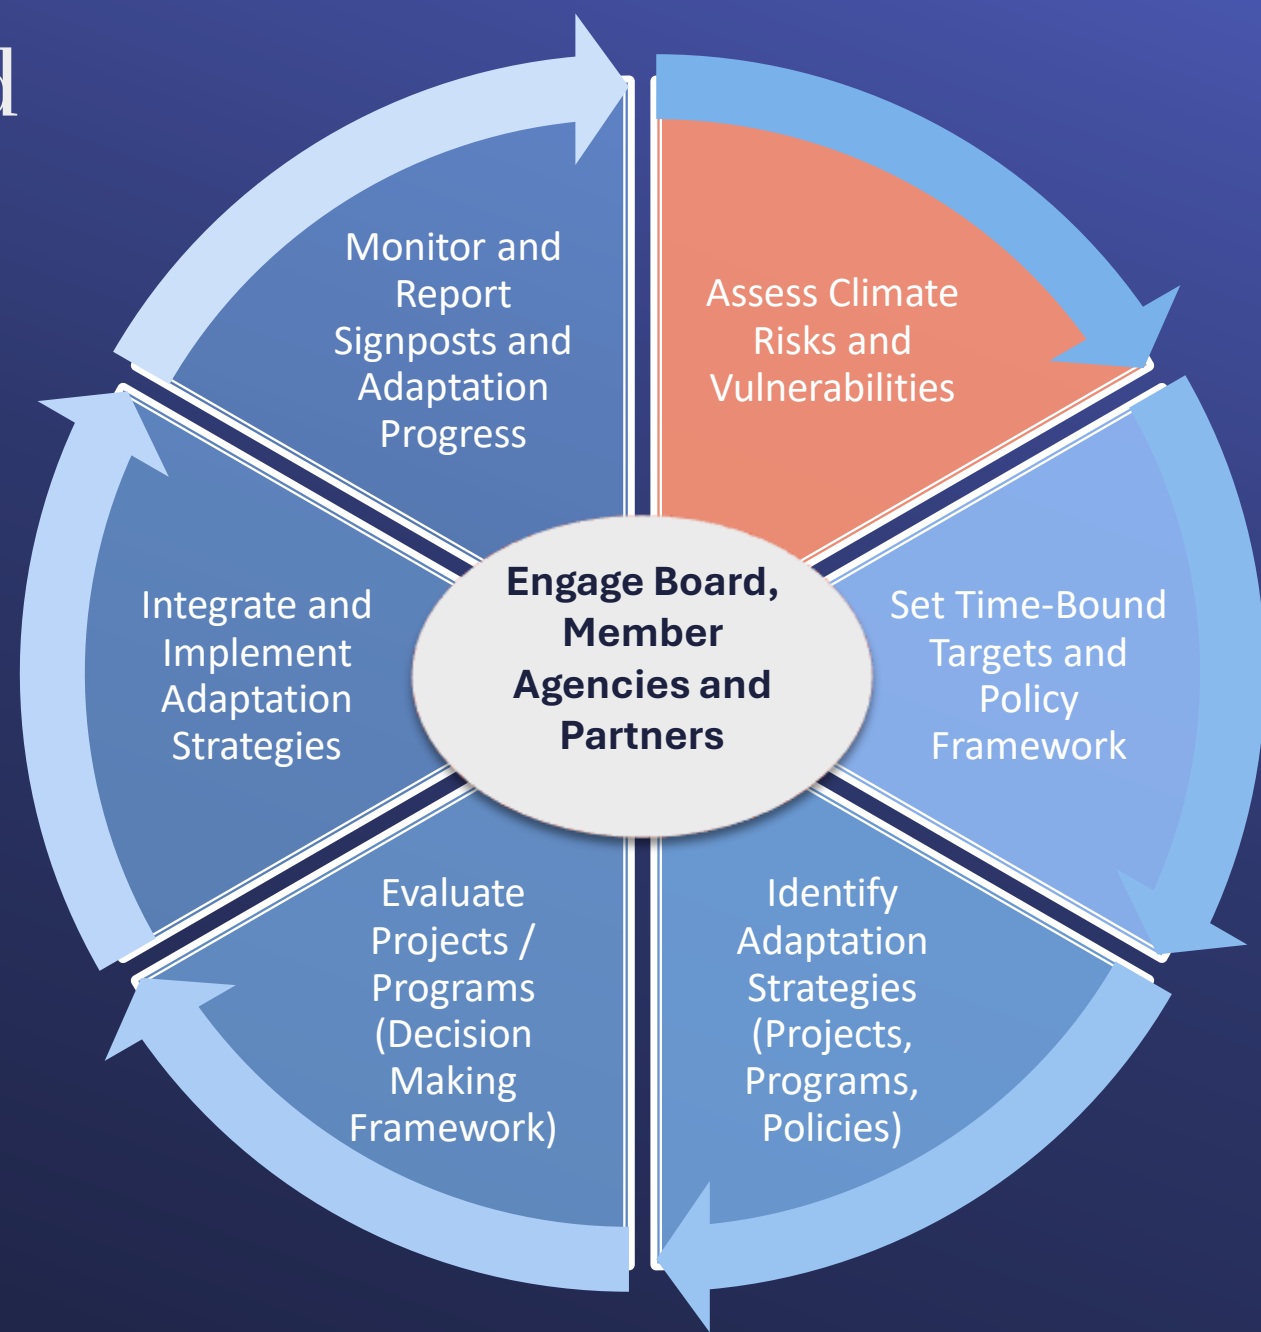 Assess Climate
Risks and
Vulnerabilities
Set Time-Bound
Targets and
Policy
Framework
Identify
Adaptation
Strategies
(Projects,
Programs,
Policies)
Evaluate
Projects /
Programs
(Decision
Making
Framework)
Integrate and
Implement
Adaptation
Strategies
Monitor and
Report
Signposts and
Adaptation
Progress
Engage Board,
Member
Agencies and
Partners